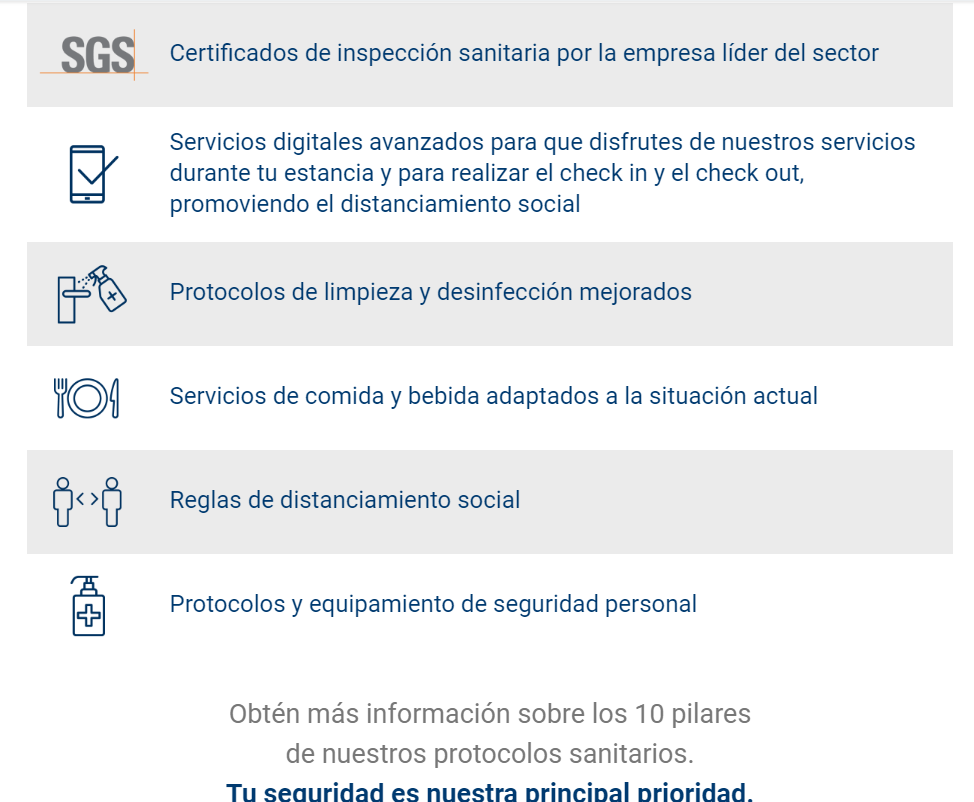 SGS
Certificados de inspección sanitaria por la empresa líder del sector
Servicios digitales avanzados para que disfrutes de nuestros servicios
durante tu estancia y para realizar el check in y el check out,
promoviendo el distanciamiento social
Protocolos de limpieza y desinfección mejorados
Servicios de comida y bebida adaptados a la situación actual
Reglas de distanciamiento social
Protocolos y equipamiento de seguridad personal
Obtén más información sobre los 10 pilares
de nuestros protocolos sanitarios.
Tu seguridad es nuestra principal prioridad.